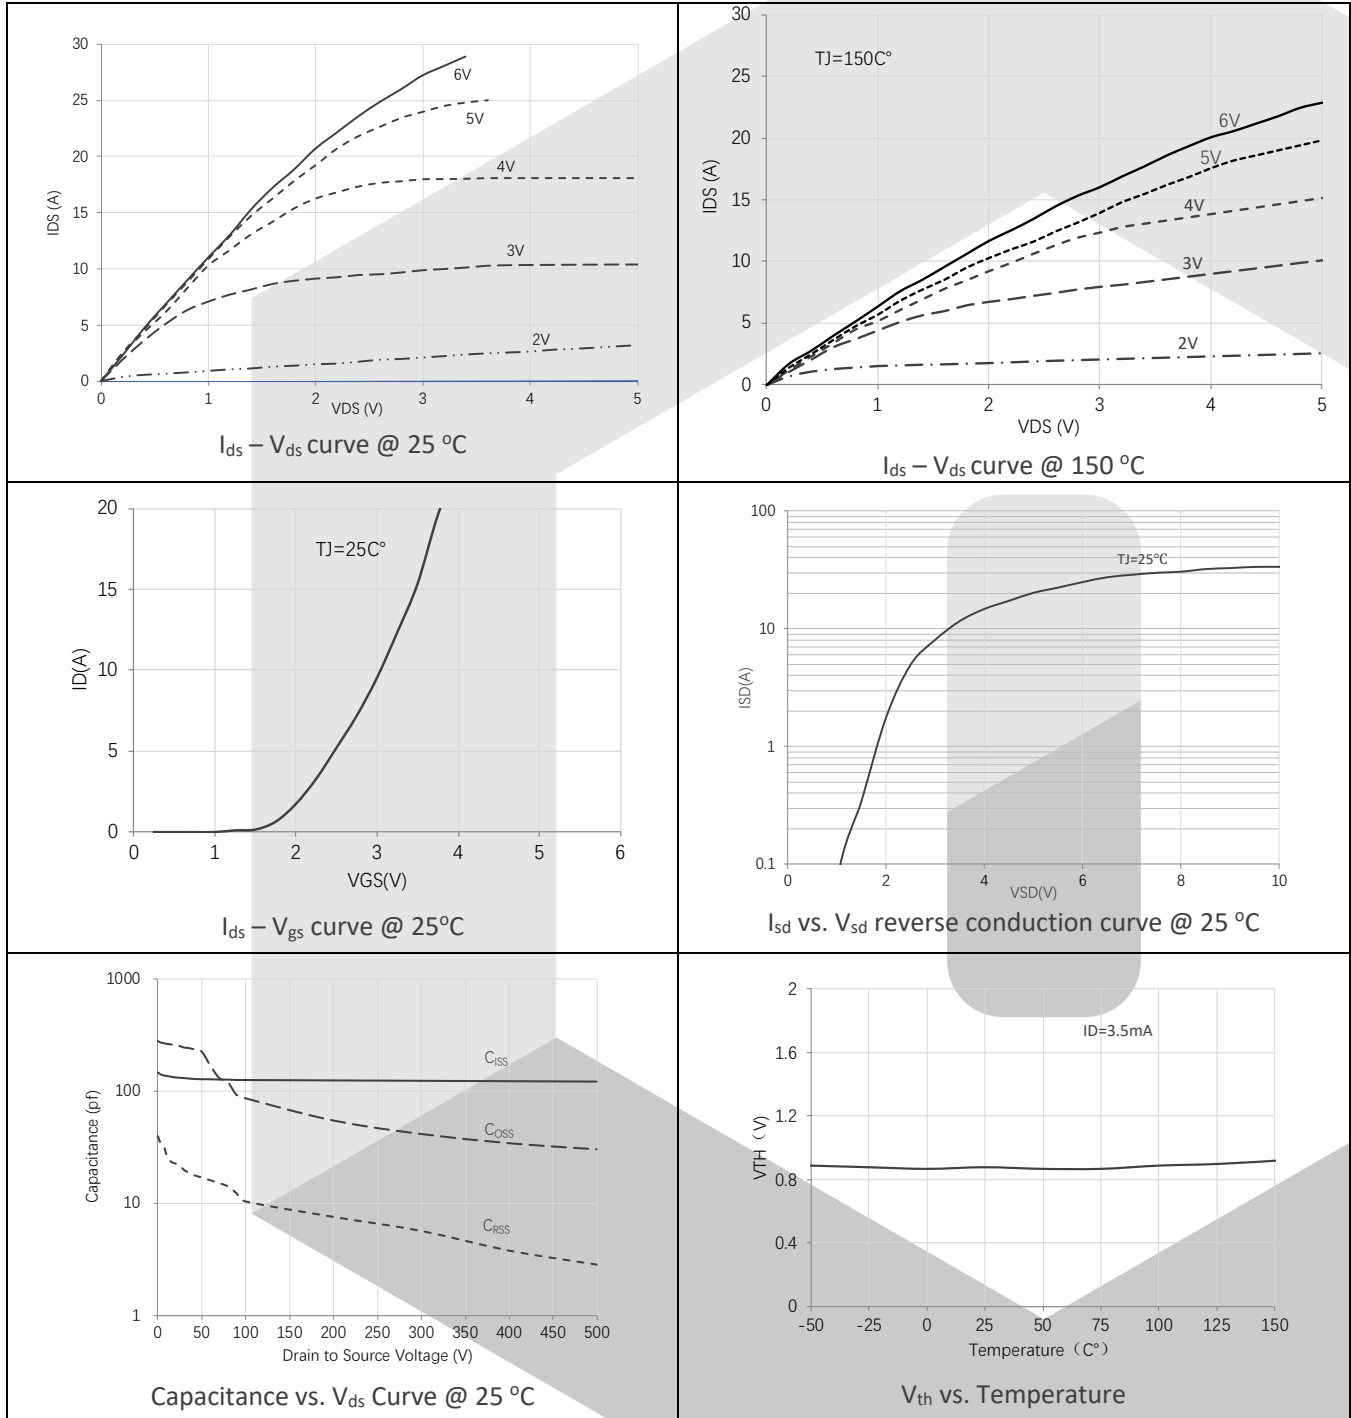 30
25
20
15
10
5
0
IDS (A)
6V
5V
4V
3V
2V
0 1 2 3 4 5
VDS (V)
Ids – Vds curve @ 25 °C
30
25
20
15
10
5
0
IDS (A)
TJ=150C°
6V
5V
4V
3V
2V
0 1 2 3 4 5
VDS (V)
Ids – Vds curve @ 150 °C
20
15
10
5
0
ID(A)
TJ=25C°
0 1 2 3 4 5 6
VGS(V)
Ids – Vgs curve @ 25°C
100
10
1
0.1
ISD(A)
TJ=25℃
0 2 4 6 8 10
VSD(V)
Isd vs. Vsd reverse conduction curve @ 25 °C
1000
100
10
1
Capacitance (pf)
CISS
COSS
CRSS
0 50 100 150 200 250 300 350 400 450 500
Drain to Source Voltage (V)
Capacitance vs. Vds Curve @ 25 °C
2
1.6
1.2
0.8
0.4
0
VTH（V）
ID=3.5mA
-50 -25 0 25 50 75 100 125 150
Temperature（C°）
Vth vs. Temperature